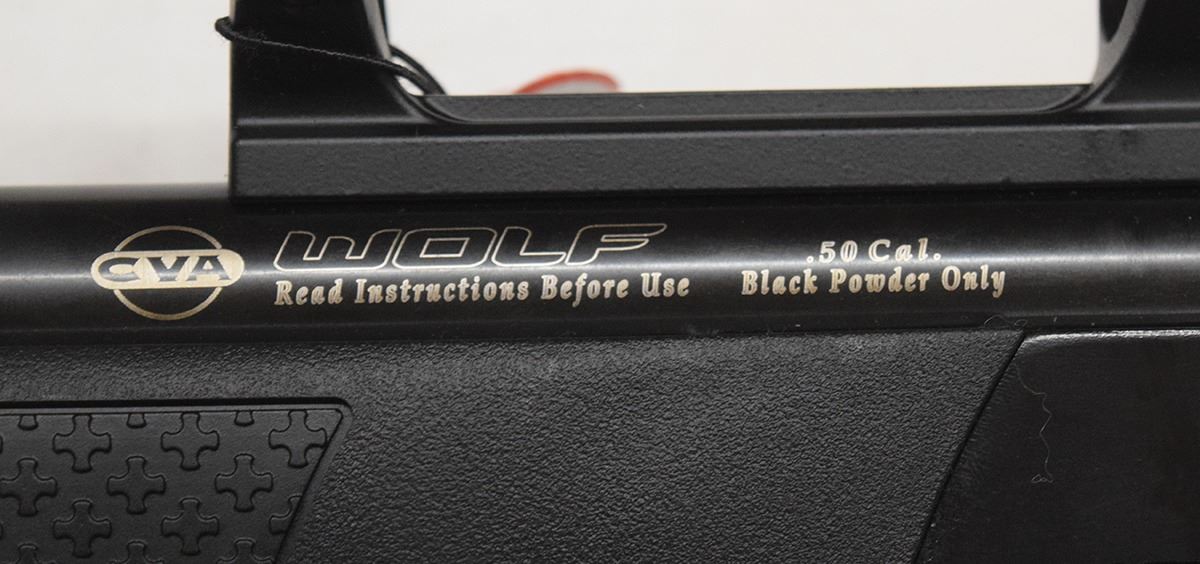 CVA
WOLF
Read Instructions Before Use
.50 Cal.
Black Powder Only